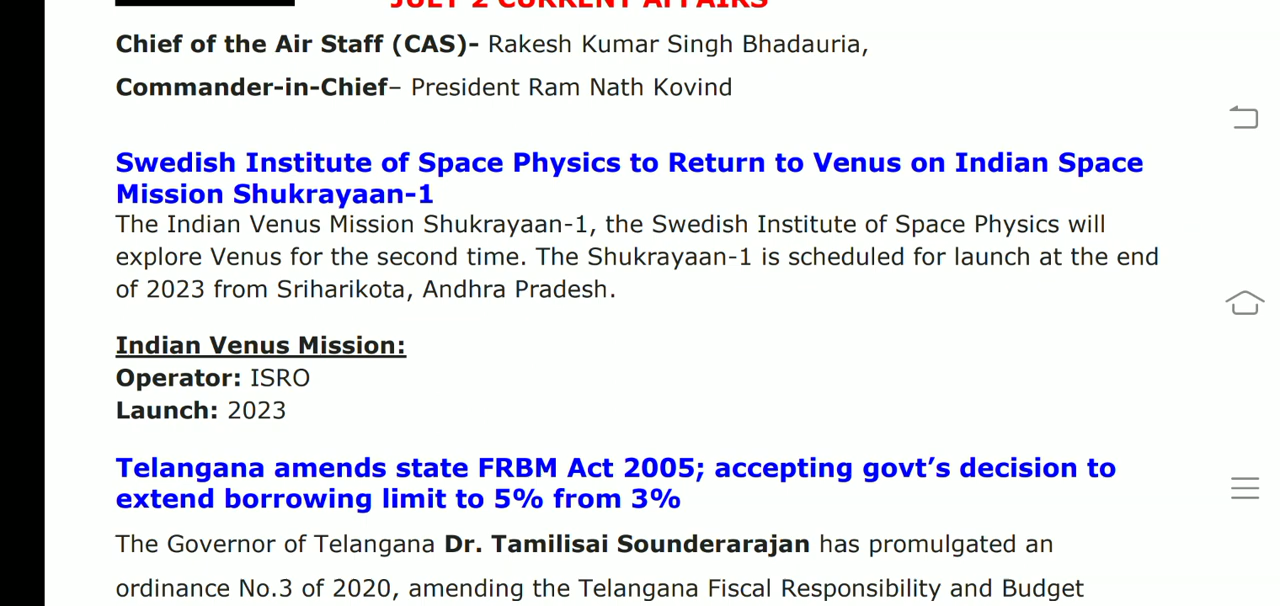 JULY 2 CURRENT AFFAIRS
Chief of the Air Staff (CAS)- Rakesh Kumar Singh Bhadauria,
Commander-in-Chief– President Ram Nath Kovind
Swedish Institute of Space Physics to Return to Venus on Indian Space
Mission Shukrayaan-1
The Indian Venus Mission Shukrayaan-1, the Swedish Institute of Space Physics will
explore Venus for the second time. The Shukrayaan-1 is scheduled for launch at the end
of 2023 from Sriharikota, Andhra Pradesh.
Indian Venus Mission:
Operator: ISRO
Launch: 2023
Telangana amends state FRBM Act 2005; accepting govt’s decision to
extend borrowing limit to 5% from 3%
The Governor of Telangana Dr. Tamilisai Sounderarajan has promulgated an
ordinance No.3 of 2020, amending the Telangana Fiscal Responsibility and Budget